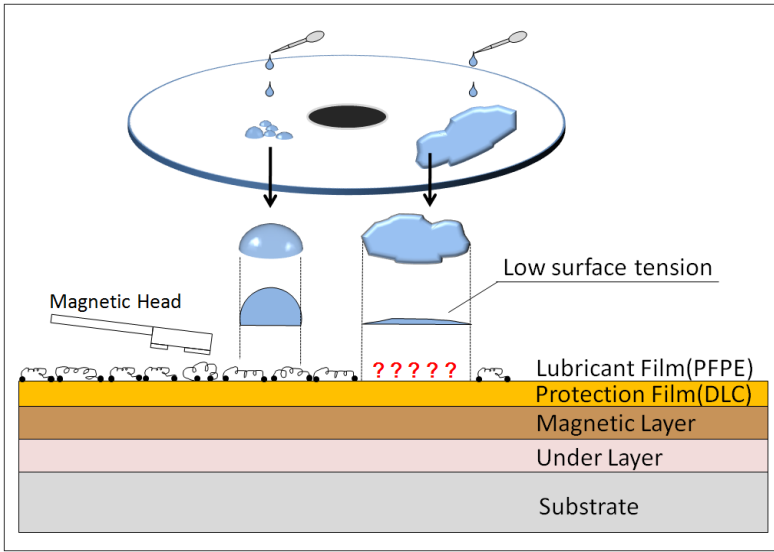 Low surface tension
Magnetic Head
? ? ? ? ?
Lubricant Film(PFPE)
Protection Film(DLC)
Magnetic Layer
Under Layer
Substrate